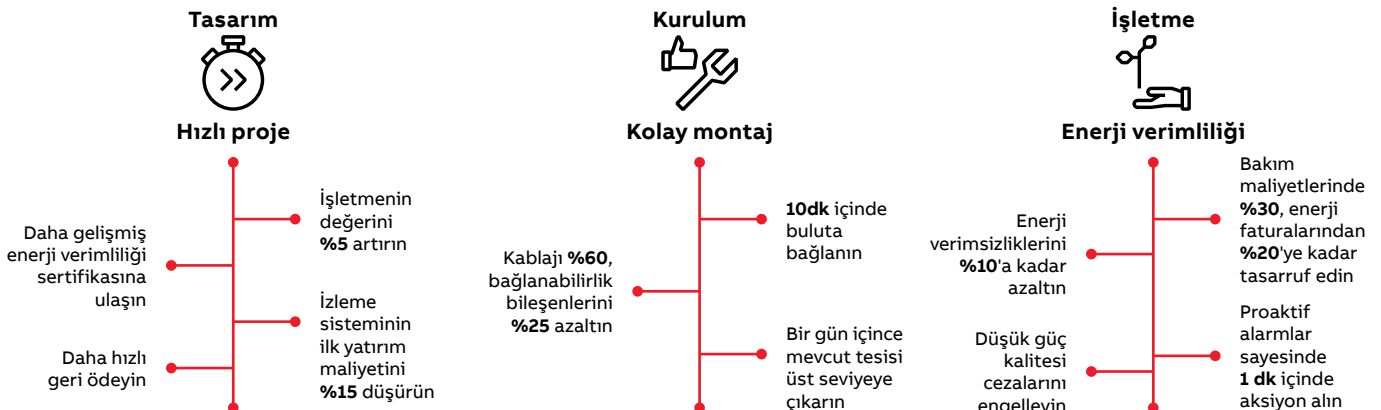 Tasarım
Hızlı proje
İşletmenin
değerini
%5 artırın
Daha gelişmiş
enerji verimliliği
sertifikasına
ulaşın
İzleme
sisteminin
ilk yatırım
maliyetini
%15 düşürün
Daha hızlı
geri ödeyin
Kurulum
Kolay montaj
10dk içinde
buluta
bağlanın
Kablajı %60,
bağlanabilirlik
bileşenlerini
%25 azaltın
Bir gün içince
mevcut tesisi
üst seviyeye
çıkarın
İşletme
Enerji verimliliği
Bakım
maliyetlerinde
%30, enerji
faturalarından
%20'ye kadar
tasarruf edin
Enerji
verimsizliklerini
%10'a kadar
azaltın
Proaktif
alarmlar
sayesinde
1 dk içinde
aksiyon alın
Düşük güç
kalitesi
cezalarını
engelleyin